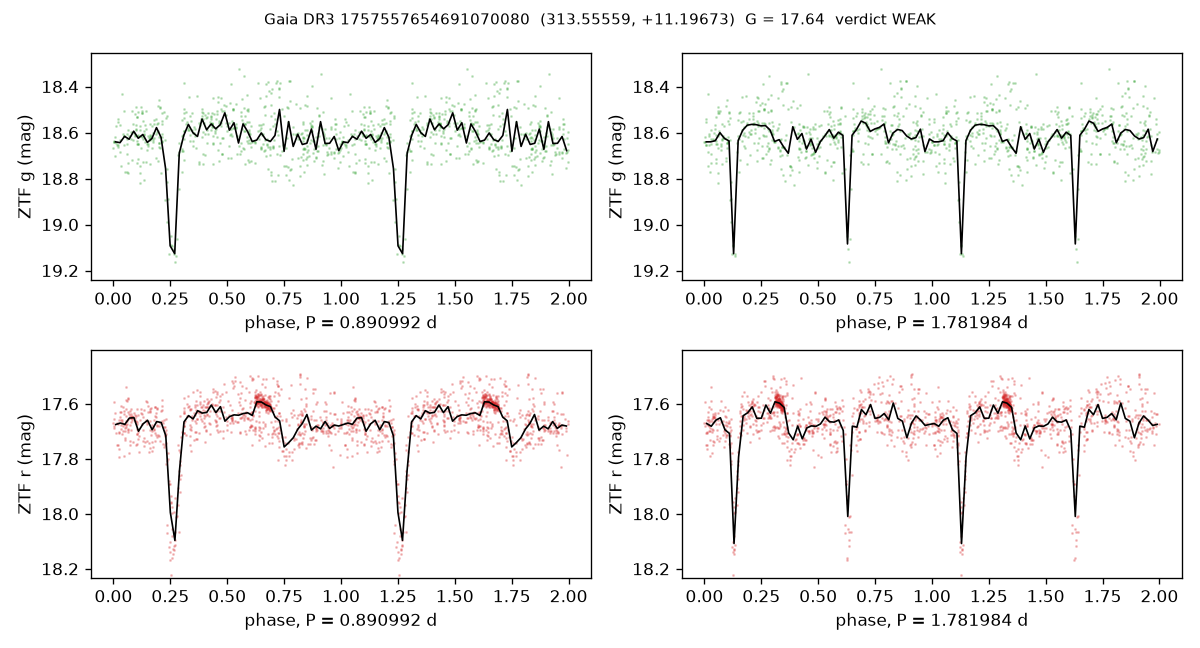 Gaia DR3 1757557654691070080  (313.55559, +11.19673)  G = 17.64  verdict WEAK
ZTF g (mag)
18.4
18.6
18.8
19.0
19.2
0.00 0.25 0.50 0.75 1.00 1.25 1.50 1.75 2.00
phase, P = 0.890992 d
ZTF g (mag)
18.4
18.6
18.8
19.0
19.2
0.00 0.25 0.50 0.75 1.00 1.25 1.50 1.75 2.00
phase, P = 1.781984 d
ZTF r (mag)
17.6
17.8
18.0
18.2
0.00 0.25 0.50 0.75 1.00 1.25 1.50 1.75 2.00
phase, P = 0.890992 d
ZTF r (mag)
17.6
17.8
18.0
18.2
0.00 0.25 0.50 0.75 1.00 1.25 1.50 1.75 2.00
phase, P = 1.781984 d